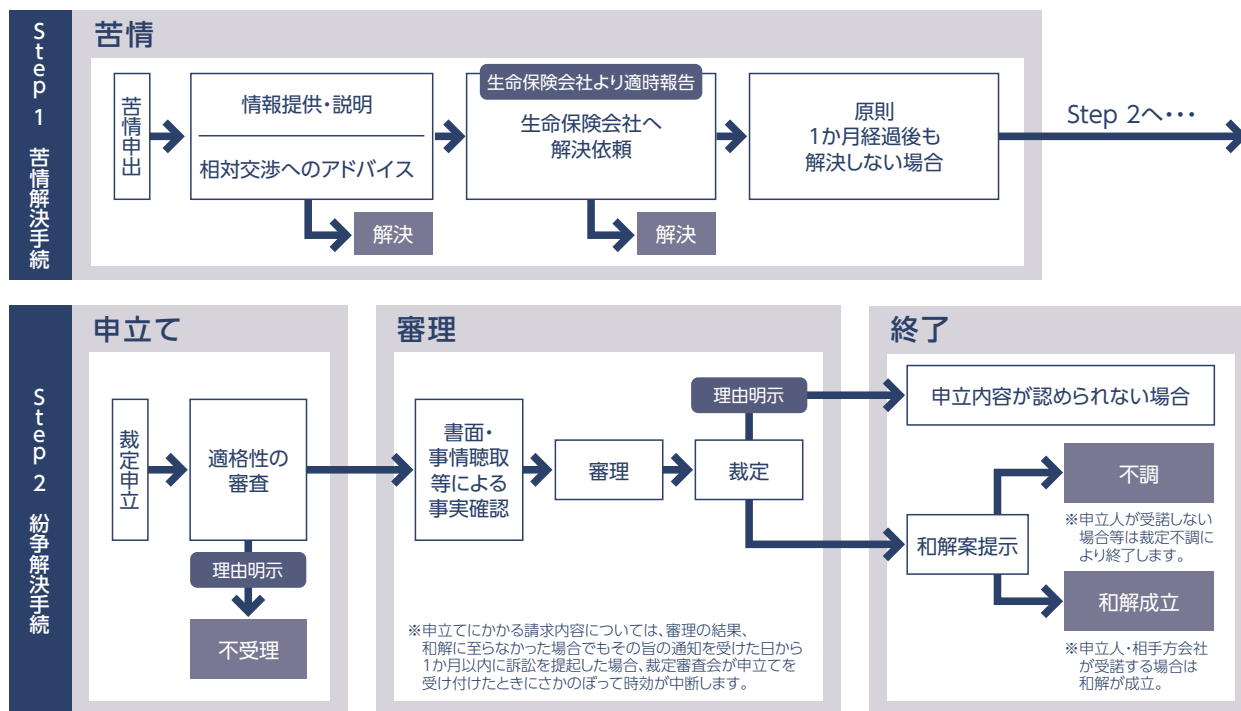 Step 1 苦情解決手続
苦情
苦情申出
情報提供・説明
相対交渉へのアドバイス
解決
生命保険会社より適時報告
生命保険会社へ
解決依頼
解決
原則
1か月経過後も
解決しない場合
Step 2へ・・・
Step 2 紛争解決手続
申立て
裁定申立
適格性の
審査
理由明示
不受理
審理
書面・
事情聴取
等による
事実確認
審理
裁定
理由明示
※申立てにかかる請求内容については、審理の結果、
和解に至らなかった場合でもその旨の通知を受けた日から
1か月以内に訴訟を提起した場合、裁定審査会が申立てを
受け付けたときにさかのぼって時効が中断します。
終了
申立内容が認められない場合
和解案提示
不調
※申立人が受諾しない
場合等は裁定不調に
より終了します。
和解成立
※申立人・相手方会社
が受諾する場合は
和解が成立。